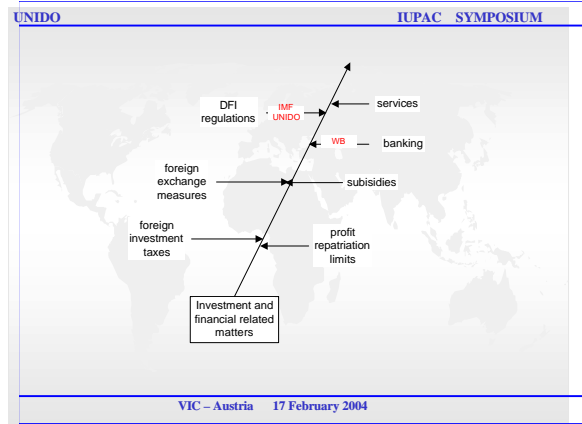 UNIDO IUPAC SYMPOSIUM
services
DFI
regulations
IMF
UNIDO
WB
banking
foreign
exchange
measures
subisidies
foreign
investment
taxes
profit
repatriation
limits
Investment and
financial related
matters
VIC – Austria 17 February 2004